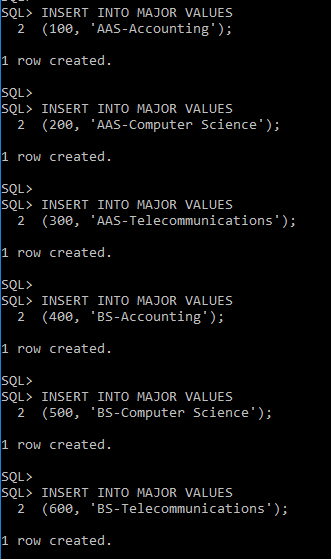 SQL> INSERT INTO MAJOR VALUES
2 (100, 'AAS-Accounting');
1 row created.
SQL>
SQL> INSERT INTO MAJOR VALUES
2 (200, 'AAS-Computer Science');
1 row created.
SQL>
SQL> INSERT INTO MAJOR VALUES
2 (300, 'AAS-Telecommunications');
1 row created.
SQL>
SQL> INSERT INTO MAJOR VALUES
2 (400, 'BS-Accounting');
1 row created.
SQL>
SQL> INSERT INTO MAJOR VALUES
2 (500, 'BS-Computer Science');
1 row created.
SQL>
SQL> INSERT INTO MAJOR VALUES
2 (600, 'BS-Telecommunications');
1 row created.